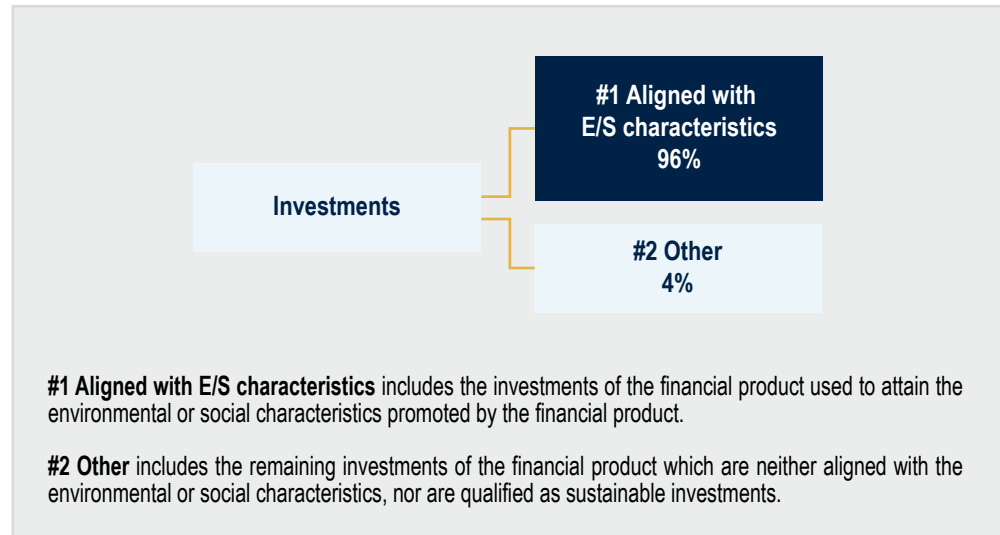 #1 Aligned with
E/S characteristics
96%
Investments
#2 Other
4%
#1 Aligned with E/S characteristics includes the investments of the financial product used to attain the
environmental or social characteristics promoted by the financial product.
#2 Other includes the remaining investments of the financial product which are neither aligned with the
environmental or social characteristics, nor are qualified as sustainable investments.